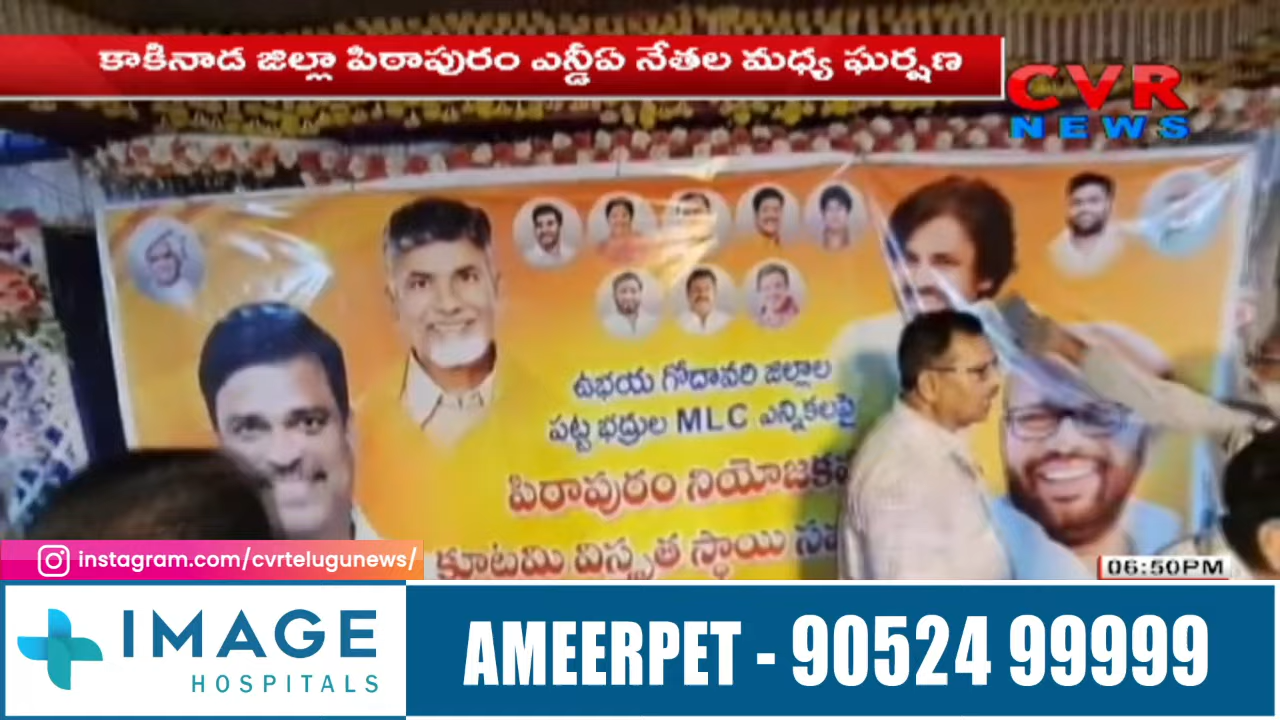 కాకినాడ జిల్లా పిఠాపురం ఎన్డీఏ నేతల మధ్య ఘర్షణ
CVR
NEWS
ఉభయ గోదావరి జిల్లాల
పట్ట భద్రుల MLC ఎన్నికలపై
పిఠాపురం
కూటమి విస్తృత స్థాయి
instagram.com/cvrtelugunews/
06:50PM
IMAGE
HOSPITALS
AMEERPET - 90524 99999